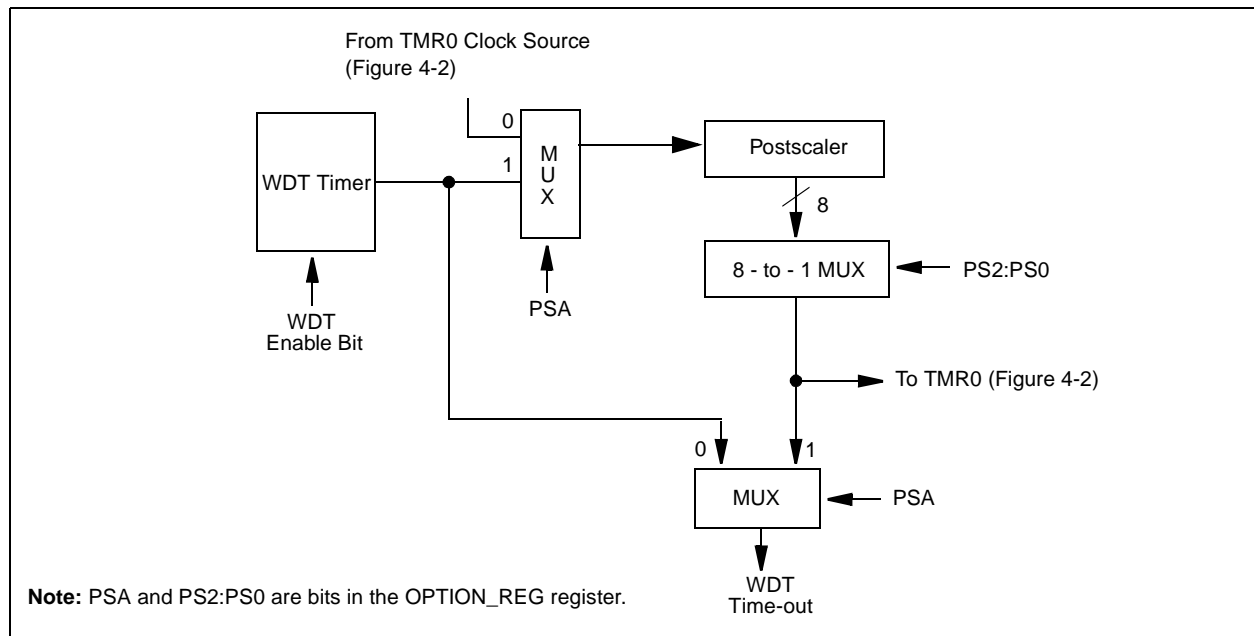 From TMR0 Clock Source
(Figure 4-2)
0
1
M
U
X
WDT Timer
Postscaler
8
8 - to - 1 MUX
PS2:PS0
PSA
WDT
Enable Bit
To TMR0 (Figure 4-2)
0
1
MUX
PSA
WDT
Time-out
Note: PSA and PS2:PS0 are bits in the OPTION_REG register.